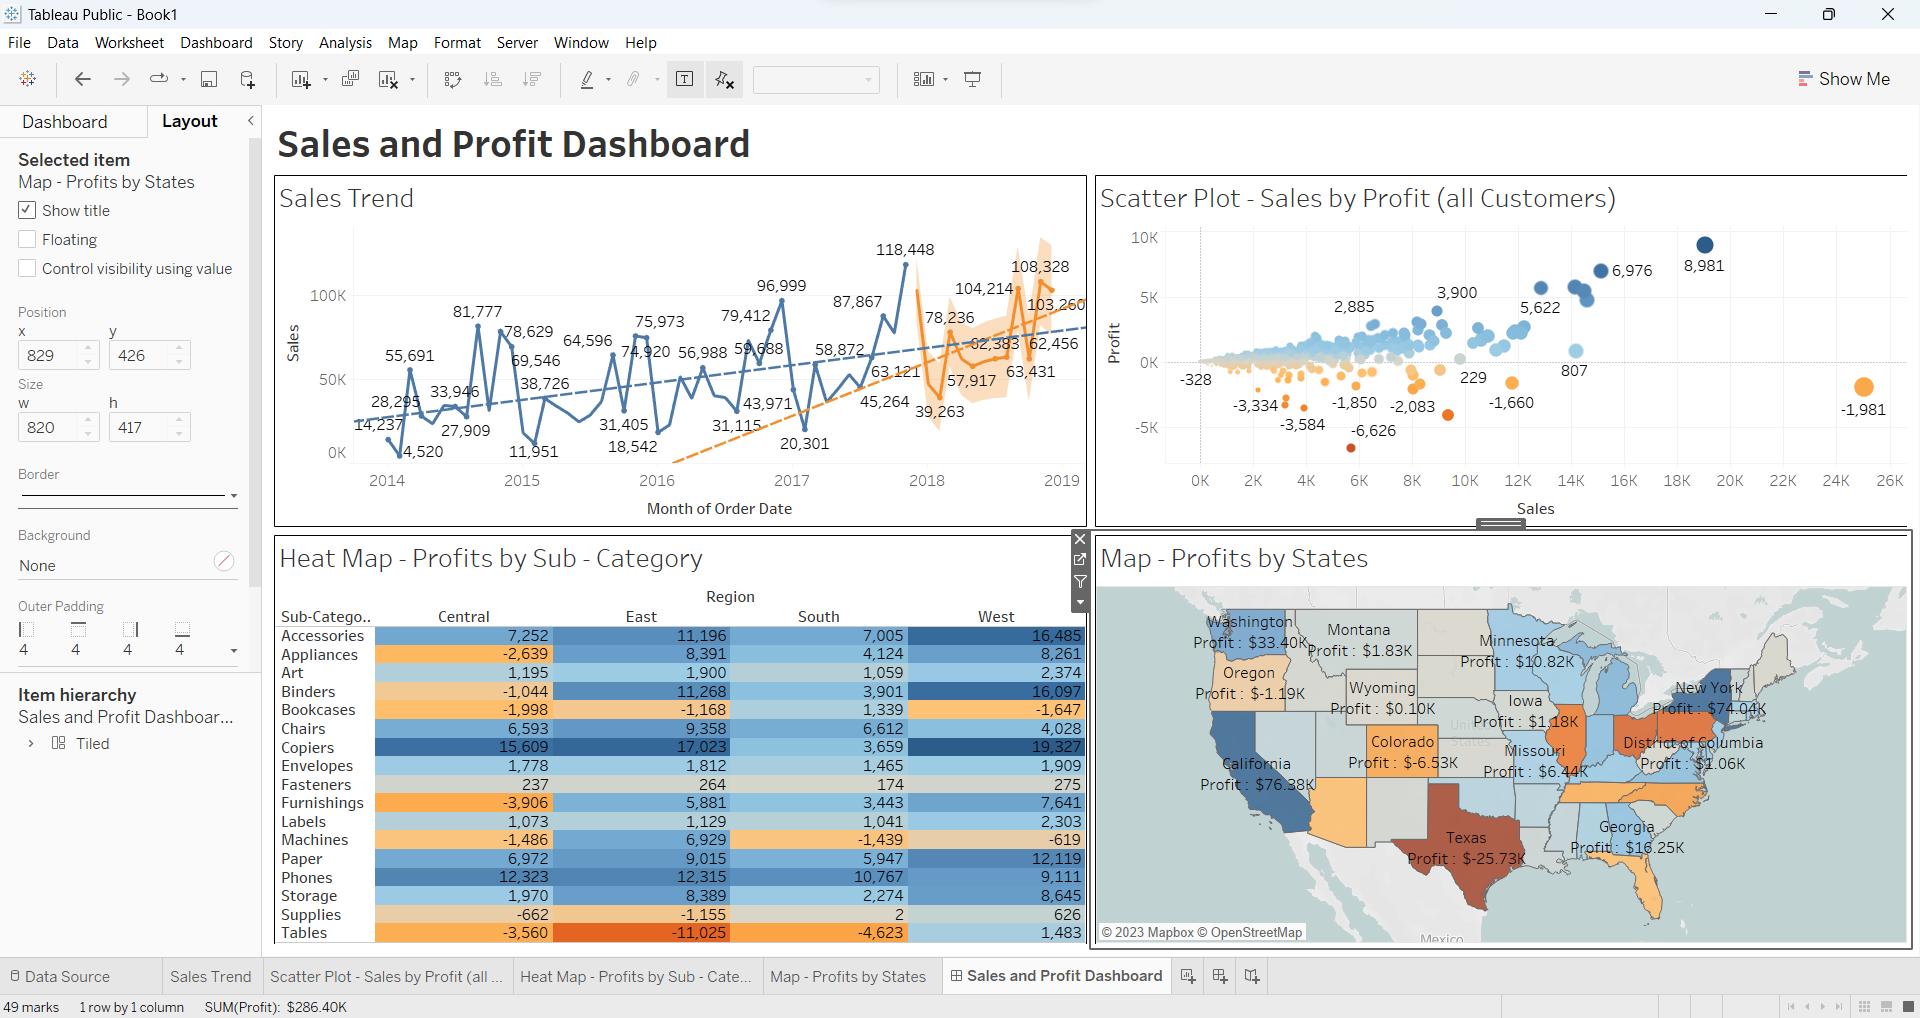 Tableau Public - Book1
File Data Worksheet Dashboard Story Analysis Map Format Server Window Help
Show Me
Dashboard Layout
Selected item
Map - Profits by States
Show title
Floating
Control visibility using value
Position
x y
829 426
Size
w h
820 417
Border
Background
None
Outer Padding
4 4 4 4
Item hierarchy
Sales and Profit Dashboar...
Tiled
Sales and Profit Dashboard
Sales Trend
Sales
100K
50K
0K
118,448
108,328
96,999
104,214
87,867
103,260
81,777
79,412
78,236
75,973
78,629
64,596
59,688
62,383
62,456
55,691
69,546
74,920
56,988
58,872
63,121
63,431
57,917
38,726
33,946
28,295
43,971
45,264
39,263
14,237
27,909
31,405
31,115
18,542
20,301
4,520
11,951
2014 2015 2016 2017 2018 2019
Month of Order Date
Scatter Plot - Sales by Profit (all Customers)
Profit
10K
5K
0K
-5K
8,981
6,976
3,900
2,885
5,622
807
-328
229
-3,334
-1,850
-2,083
-1,660
-1,981
-3,584
-6,626
0K 2K 4K 6K 8K 10K 12K 14K 16K 18K 20K 22K 24K 26K
Sales
Heat Map - Profits by Sub - Category
Region
Sub-Catego.. Central East South West
Accessories 7,252 11,196 7,005 16,485
Appliances -2,639 8,391 4,124 8,261
Art 1,195 1,900 1,059 2,374
Binders -1,044 11,268 3,901 16,097
Bookcases -1,998 -1,168 1,339 -1,647
Chairs 6,593 9,358 6,612 4,028
Copiers 15,609 17,023 3,659 19,327
Envelopes 1,778 1,812 1,465 1,909
Fasteners 237 264 174 275
Furnishings -3,906 5,881 3,443 7,641
Labels 1,073 1,129 1,041 2,303
Machines -1,486 6,929 -1,439 -619
Paper 6,972 9,015 5,947 12,119
Phones 12,323 12,315 10,767 9,111
Storage 1,970 8,389 2,274 8,645
Supplies -662 -1,155 2 626
Tables -3,560 -11,025 -4,623 1,483
Map - Profits by States
Washington
Profit : $33.40K
Montana
Profit : $1.83K
Minnesota
Profit : $10.82K
Oregon
Profit : $-1.19K
Wyoming
Profit : $0.10K
Iowa
Profit : $1.18K
New York
Profit : $74.04K
United
States
Colorado
Profit : $-6.53K
Missouri
Profit : $6.44K
District of Columbia
Profit : $1.06K
California
Profit : $76.38K
Texas
Profit : $-25.73K
Georgia
Profit : $16.25K
Mexico
© 2023 Mapbox © OpenStreetMap
Data Source Sales Trend Scatter Plot - Sales by Profit (all ... Heat Map - Profits by Sub - Cate... Map - Profits by States Sales and Profit Dashboard
49 marks 1 row by 1 column SUM(Profit): $286.40K